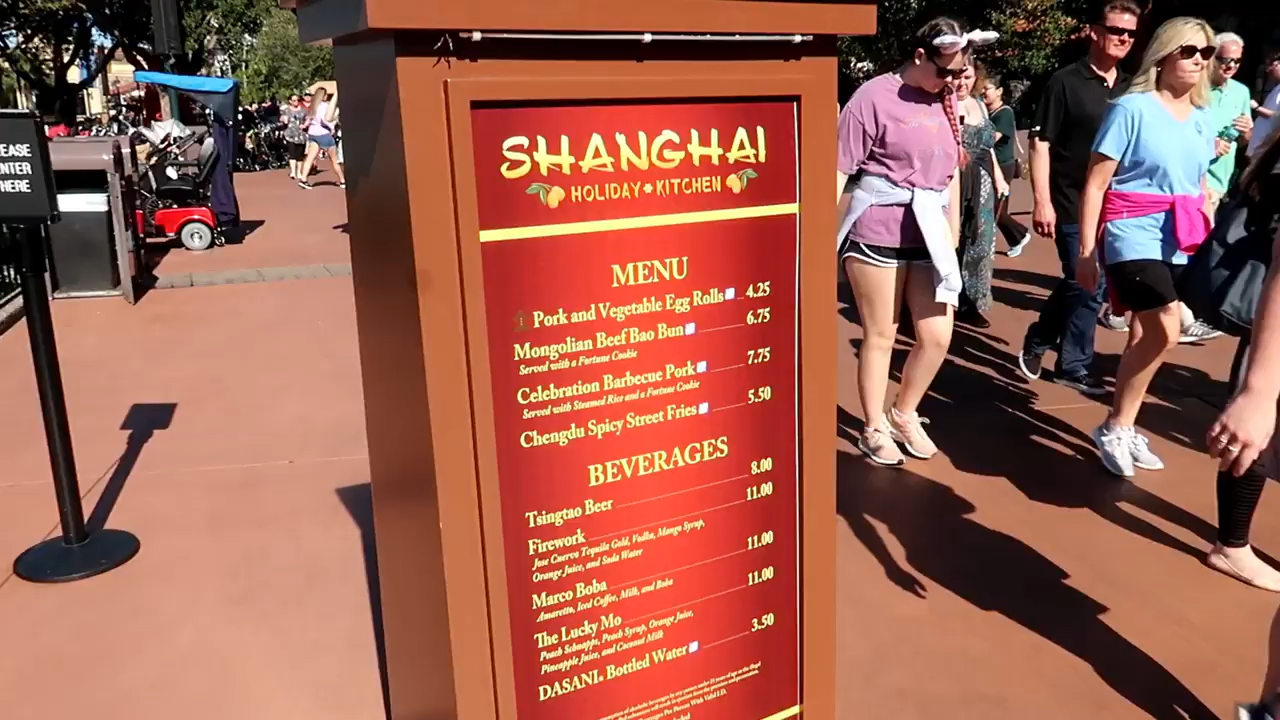 EASE
NTER
HERE
SHANGHAI
HOLIDAY KITCHEN
MENU
Pork and Vegetable Egg Rolls 4.25
Mongolian Beef Bao Bun 6.75
Served with a Fortune Cookie
Celebration Barbecue Pork 7.75
Served with Steamed Rice and a Fortune Cookie
Chengdu Spicy Street Fries 5.50
BEVERAGES
Tsingtao Beer 8.00
Firework 11.00
Jose Cuervo Tequila Gold, Vodka, Mango Syrup,
Orange Juice, and Soda Water
Marco Boba 11.00
Amaretto, Iced Coffee, Milk, and Boba
The Lucky Mo 11.00
Peach Schnapps, Peach Syrup, Orange Juice,
Pineapple Juice, and Coconut Milk
DASANI® Bottled Water 3.50